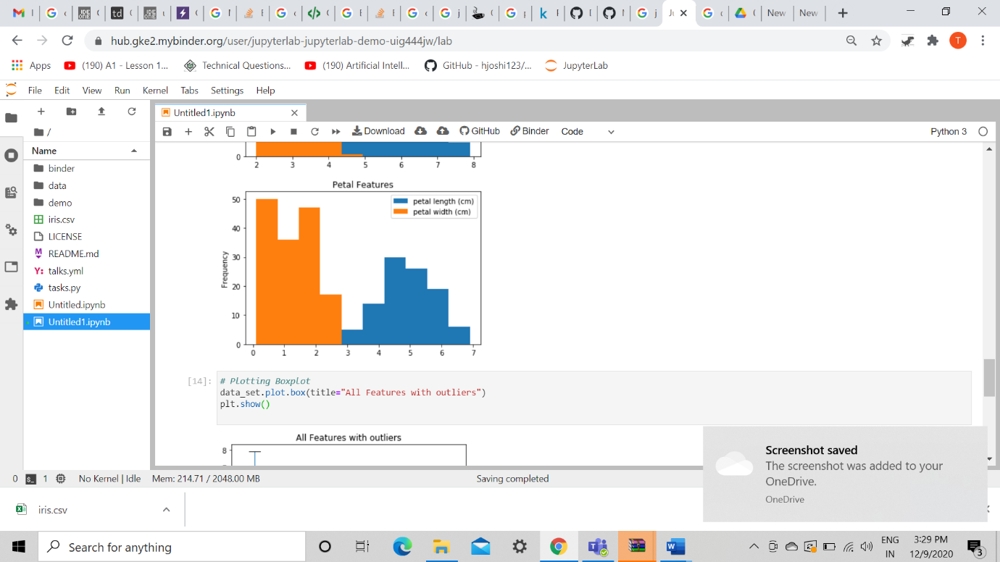 hub.gke2.mybinder.org/user/jupyterlab-jupyterlab-demo-uig444jw/lab
T
Apps
(190) A1 - Lesson 1...
Technical Questions...
(190) Artificial Intell...
GitHub - hjoshi123/...
JupyterLab
File Edit View Run Kernel Tabs Settings Help
Untitled1.ipynb
Download GitHub Binder Code Python 3
/
Name
binder
data
demo
iris.csv
LICENSE
README.md
talks.yml
tasks.py
Untitled.ipynb
Untitled1.ipynb
0
2 3 4 5 6 7 8
Petal Features
petal length (cm)
petal width (cm)
50
40
30
20
10
0
Frequency
0 1 2 3 4 5 6 7
[14]:
# Plotting Boxplot
data_set.plot.box(title="All Features with outliers")
plt.show()
All Features with outliers
8
Screenshot saved
The screenshot was added to your
OneDrive.
OneDrive
0 1 No Kernel | Idle Mem: 214.71 / 2048.00 MB Saving completed
iris.csv
Search for anything
ENG
IN
3:29 PM
12/9/2020
3